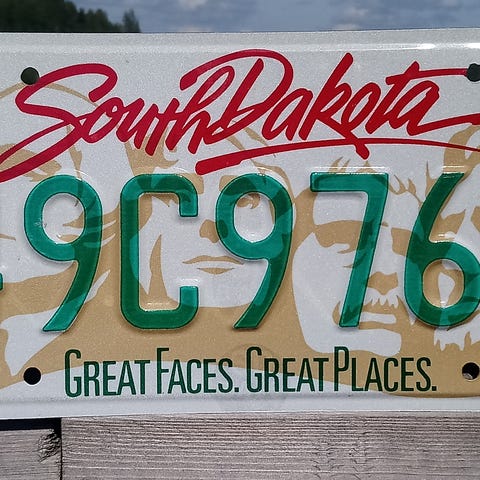 South Dakota
9C976
GREAT FACES. GREAT PLACES.